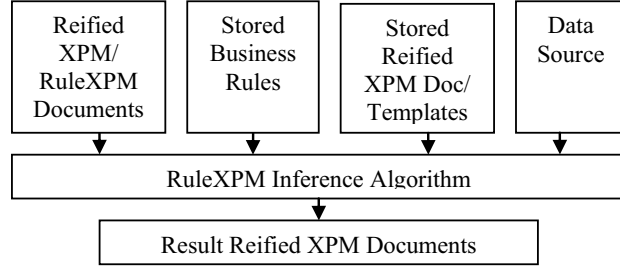 Reified
XPM/
RuleXPM
Documents
Stored
Business
Rules
Stored
Reified
XPM Doc/
Templates
Data
Source
RuleXPM Inference Algorithm
Result Reified XPM Documents